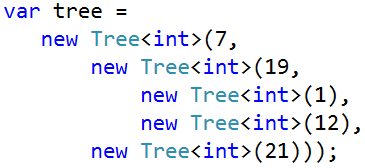 var tree =
new Tree<int>(7,
new Tree<int>(19,
new Tree<int>(1),
new Tree<int>(12),
new Tree<int>(21)));